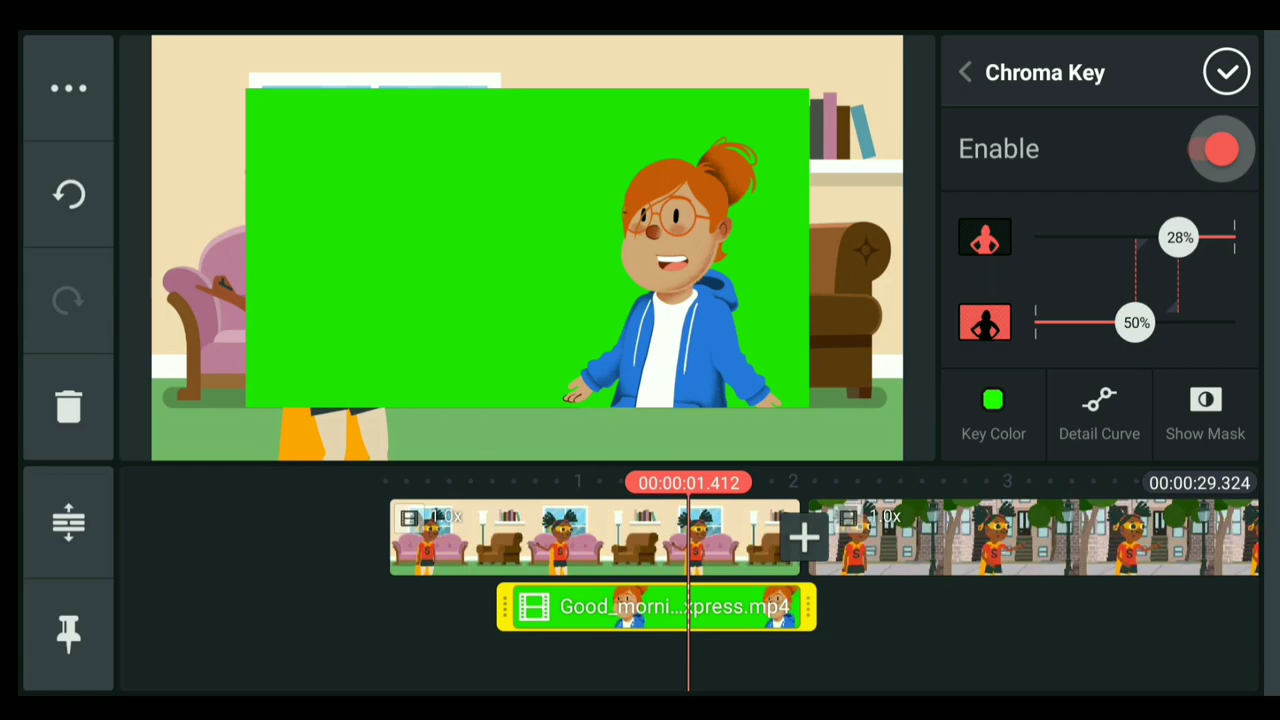 Chroma Key
Enable
28%
50%
Key Color
Detail Curve
Show Mask
1
00:00:01.412
2
3
00:00:29.324
1.0x
1.0x
S
S
S
S
S
S
Good_morni...xpress.mp4